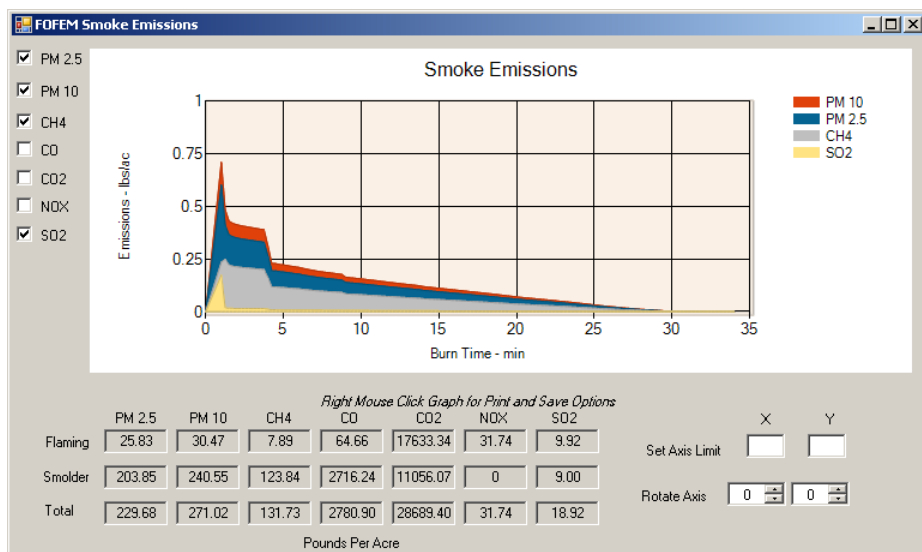 FOFEM Smoke Emissions
PM 2.5
PM 10
CH4
CO
CO2
NOX
SO2
Smoke Emissions
Emissions - lbs/ac
1
0.75
0.5
0.25
0
0 5 10 15 20 25 30 35
Burn Time - min
PM 10
PM 2.5
CH4
SO2
Right Mouse Click Graph for Print and Save Options
PM 2.5 PM 10 CH4 CO CO2 NOX SO2
Flaming 25.83 30.47 7.89 64.66 17633.34 31.74 9.92
Smolder 203.85 240.55 123.84 2716.24 11056.07 0 9.00
Total 229.68 271.02 131.73 2780.90 28689.40 31.74 18.92
Pounds Per Acre
X Y
Set Axis Limit
Rotate Axis 0 0